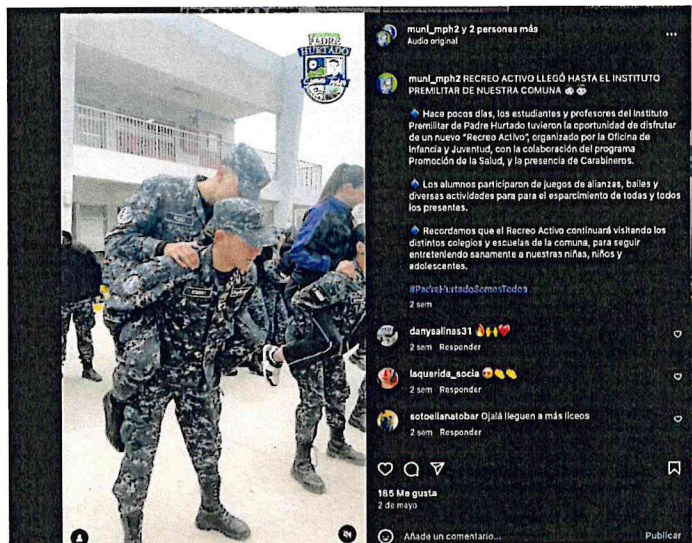 PADRE
HURTADO
Somos Todos
muni_mph2 y 2 personas más
Audio original
muni_mph2 RECREO ACTIVO LLEGÓ HASTA EL INSTITUTO
PREMILITAR DE NUESTRA COMUNA
Hace pocos días, los estudiantes y profesores del Instituto
Premilitar de Padre Hurtado tuvieron la oportunidad de disfrutar
de un nuevo "Recreo Activo", organizado por la Oficina de
Infancia y Juventud, con la colaboración del programa
Promoción de la Salud, y la presencia de Carabineros.
Los alumnos participaron de juegos de alianzas, bailes y
diversas actividades para para el esparcimiento de todas y todos
los presentes.
Recordamos que el Recreo Activo continuará visitando los
distintos colegios y escuelas de la comuna, para seguir
entreteniendo sanamente a nuestras niñas, niños y
adolescentes.
#PadreHurtadoSomosTodos
2 sem
danysalinas31 🔥🙌❤️
2 sem Responder
laquerida_socia 😍👏👏
2 sem Responder
sotoelianatobar Ojalá lleguen a más liceos
2 sem Responder
185 Me gusta
2 de mayo
Añade un comentario...
Publicar